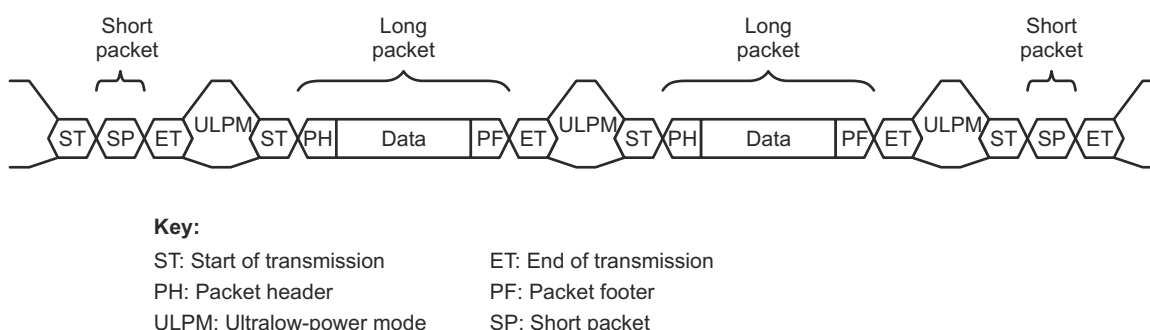 Short packet
Long packet
Long packet
Short packet
ST SP ET ULPM ST PH Data PF ET ULPM ST PH Data PF ET ULPM ST SP ET
Key:
ST: Start of transmission ET: End of transmission
PH: Packet header PF: Packet footer
ULPM: Ultralow-power mode SP: Short packet